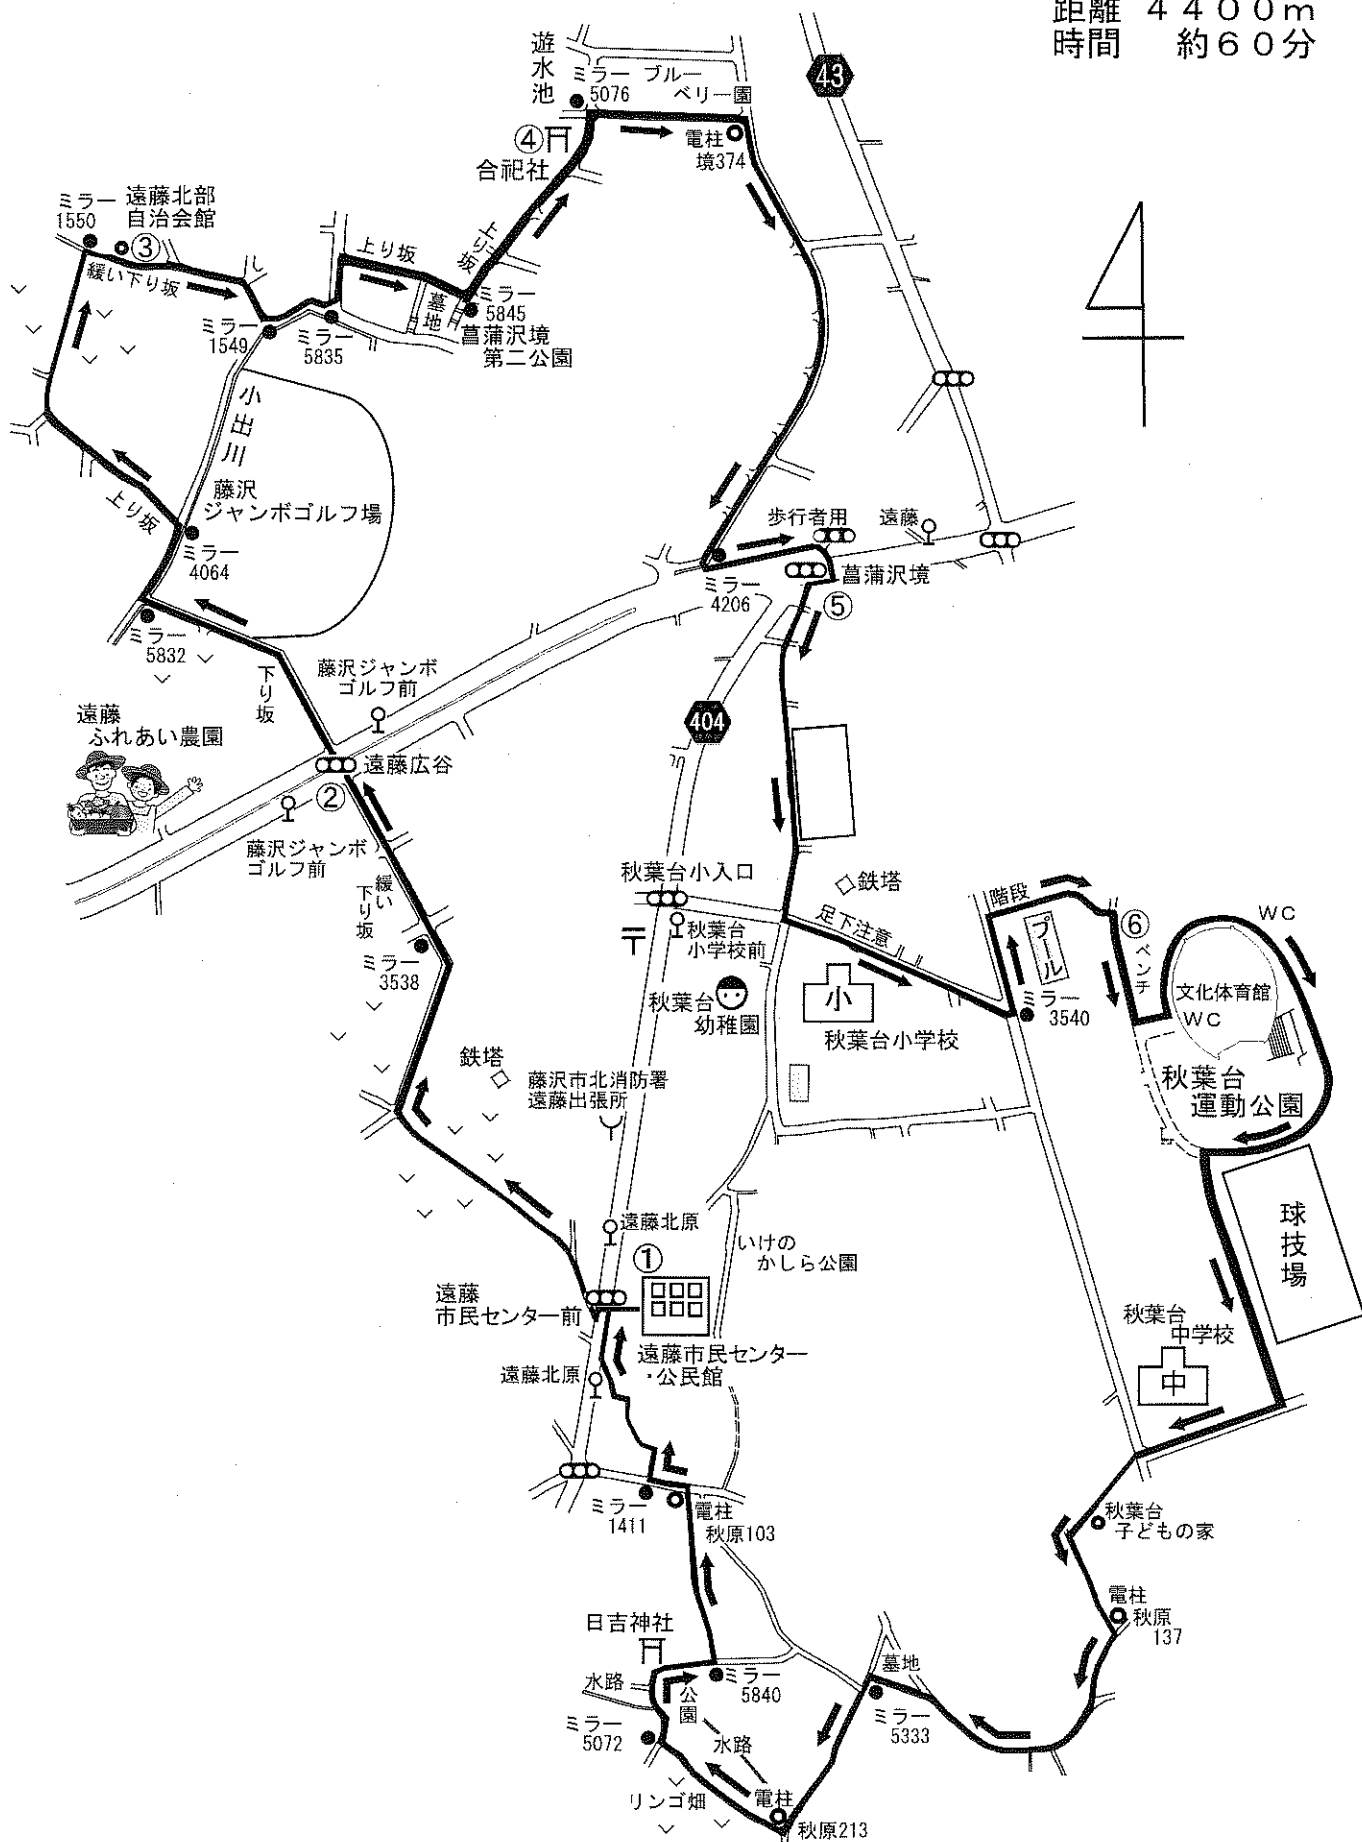 距離 ４４００ｍ
時間 約６０分
遊水池
ミラー
5076
ブルー
ベリー園
43
④
合祀社
電柱
境374
ミラー
1550
遠藤北部
自治会館
③
緩い下り坂
上り坂
上り坂
墓地
ミラー
5845
菖蒲沢境
第二公園
ミラー
1549
ミラー
5835
小出川
藤沢
ジャンボゴルフ場
上り坂
ミラー
4064
ミラー
5832
歩行者用
遠藤
菖蒲沢境
ミラー
4206
⑤
下り坂
藤沢ジャンボ
ゴルフ前
404
遠藤
ふれあい農園
遠藤広谷
②
藤沢ジャンボ
ゴルフ前
緩い
下り坂
秋葉台小入口
鉄塔
足下注意
階段
プール
⑥
ベンチ
ＷＣ
〒
秋葉台
小学校前
ミラー
3538
秋葉台
幼稚園
小
秋葉台小学校
ミラー
3540
文化体育館
ＷＣ
鉄塔
藤沢市北消防署
遠藤出張所
秋葉台
運動公園
球技場
遠藤北原
①
いけの
かしら公園
遠藤
市民センター前
遠藤市民センター
・公民館
遠藤北原
秋葉台
中学校
中
ミラー
1411
電柱
秋原103
秋葉台
子どもの家
電柱
秋原
137
日吉神社
水路
公園
ミラー
5840
墓地
ミラー
5333
ミラー
5072
水路
リンゴ畑
電柱
秋原213